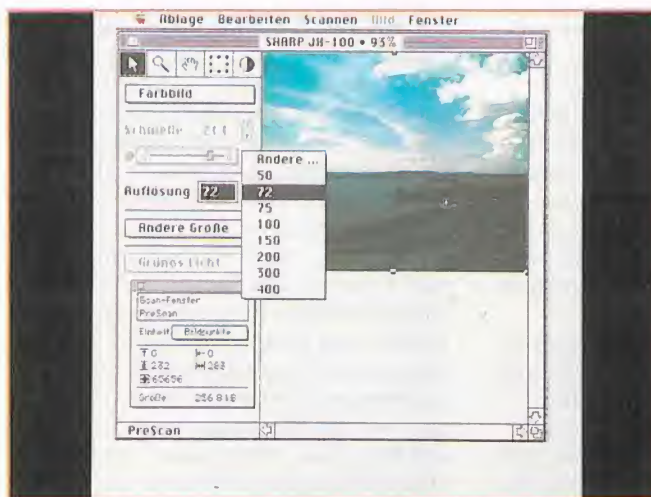 Ablage Bearbeiten Scannen Bild Fenster
SHARP JX-100 • 93%
Farbbild
Schwelle
Auflösung 72
Andere ...
50
72
75
100
150
200
300
400
Andere Größe
Grünes Licht
Scan-Fenster
PreScan
Einheit Bildpunkte
0 0
232 283
65656
Größe
PreScan